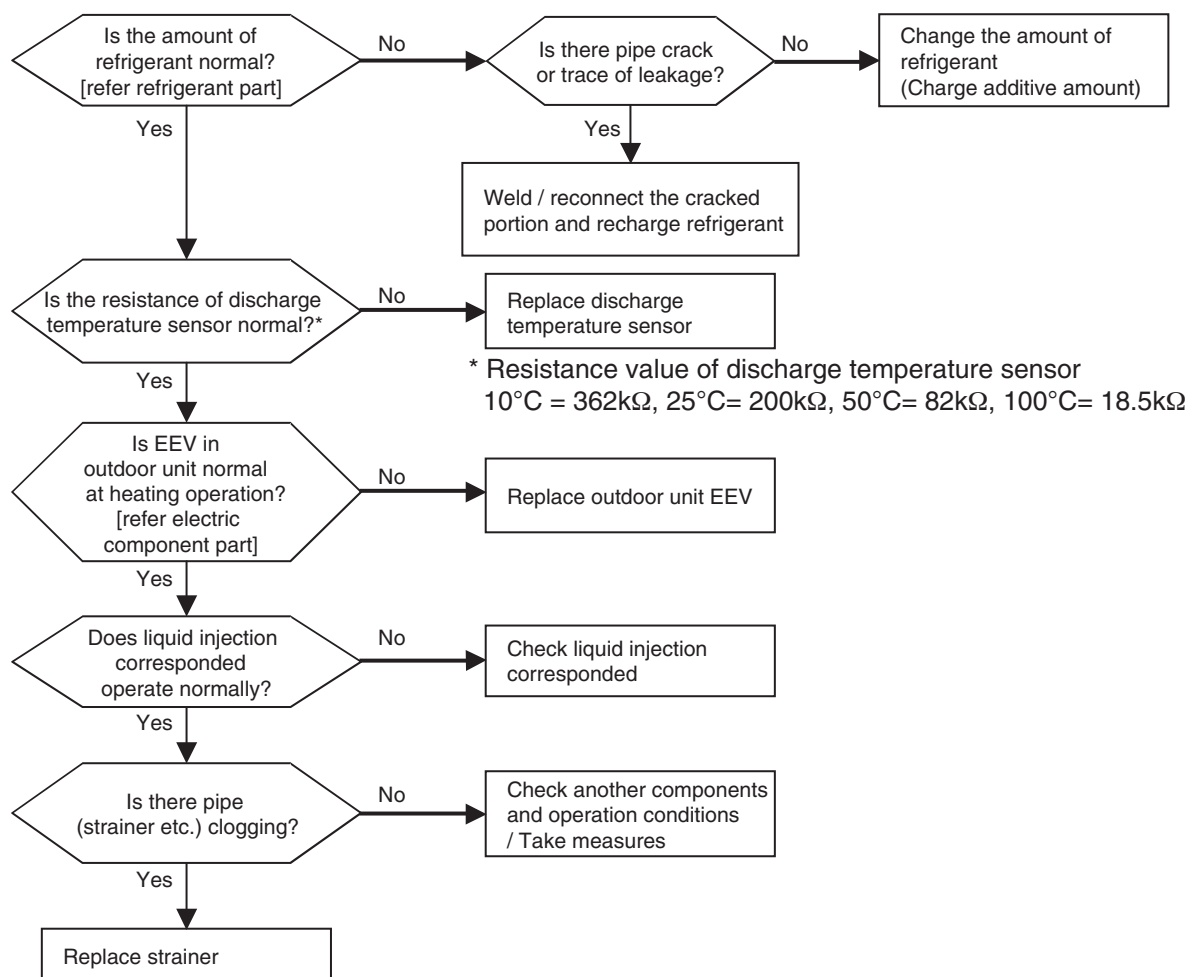 Is the amount of
refrigerant normal?
[refer refrigerant part]
No
Is there pipe crack
or trace of leakage?
No
Change the amount of
refrigerant
(Charge additive amount)
Yes
Yes
Weld / reconnect the cracked
portion and recharge refrigerant
Is the resistance of discharge
temperature sensor normal?*
No
Replace discharge
temperature sensor
* Resistance value of discharge temperature sensor
10°C = 362kΩ, 25°C= 200kΩ, 50°C= 82kΩ, 100°C= 18.5kΩ
Yes
Is EEV in
outdoor unit normal
at heating operation?
[refer electric
component part]
No
Replace outdoor unit EEV
Yes
Does liquid injection
corresponded
operate normally?
No
Check liquid injection
corresponded
Yes
Is there pipe
(strainer etc.) clogging?
No
Check another components
and operation conditions
/ Take measures
Yes
Replace strainer